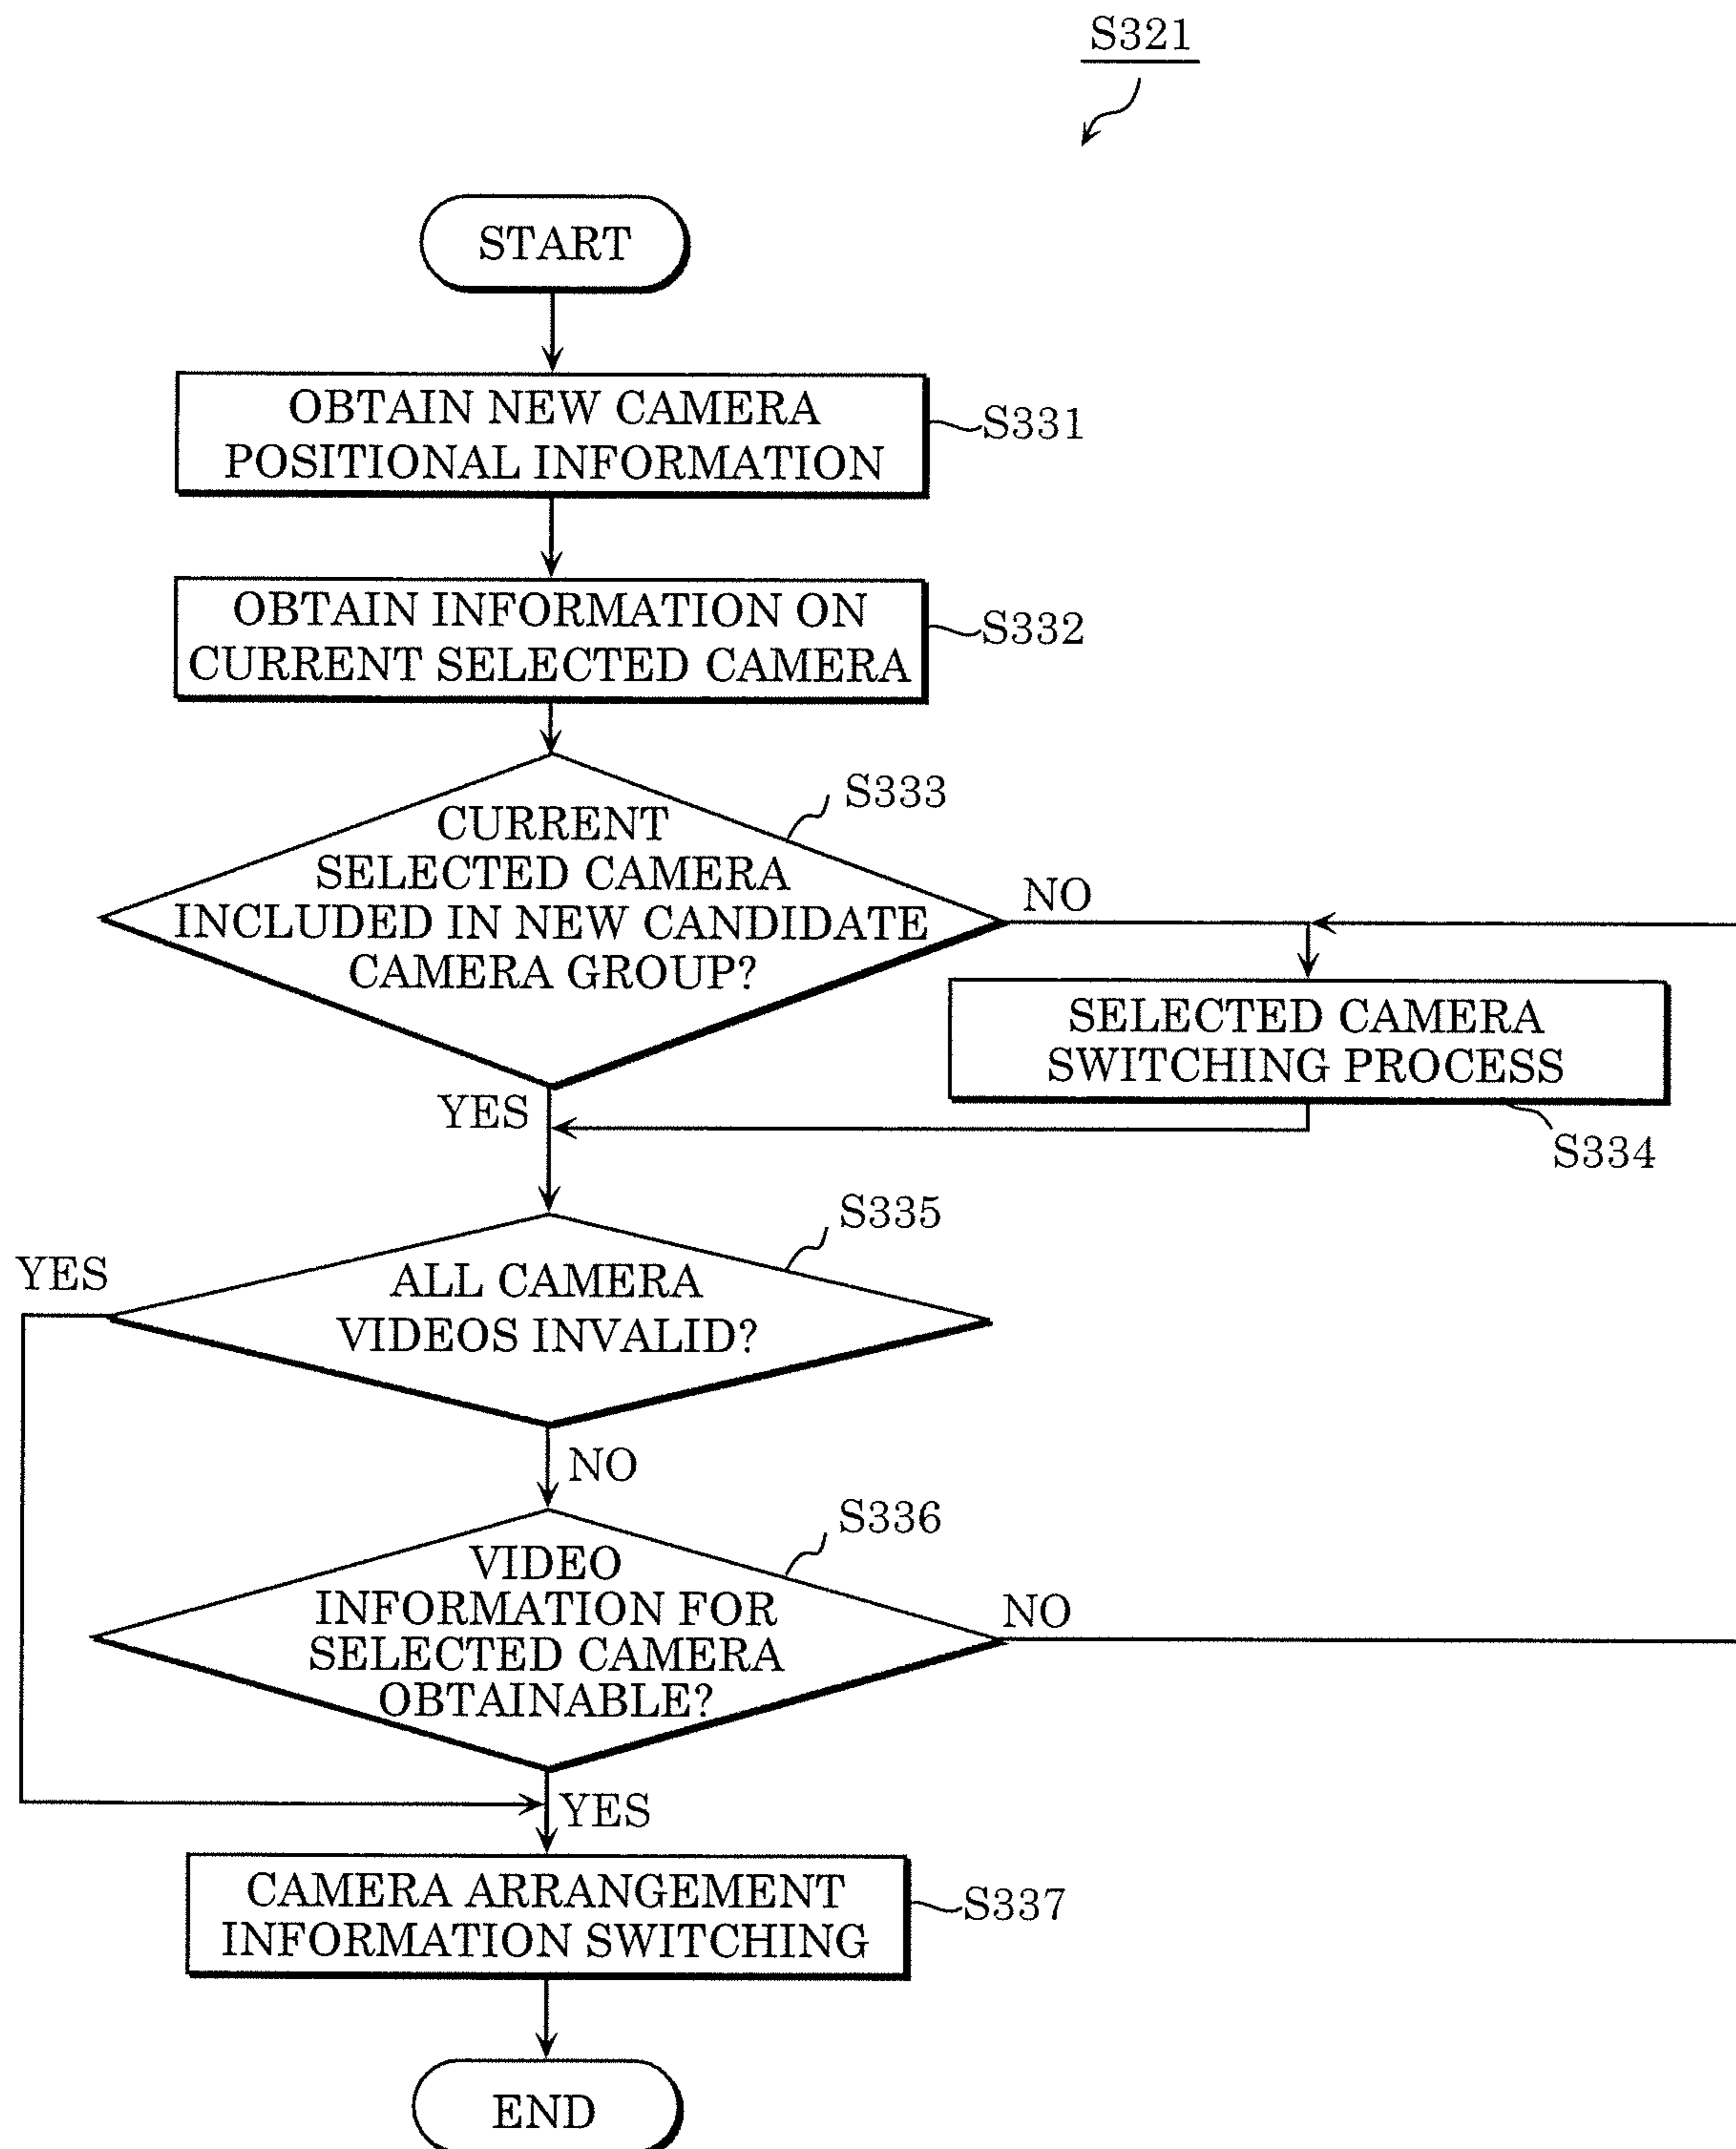 S321
START
OBTAIN NEW CAMERA
POSITIONAL INFORMATION
S331
OBTAIN INFORMATION ON
CURRENT SELECTED CAMERA
S332
S333
CURRENT
SELECTED CAMERA
INCLUDED IN NEW CANDIDATE
CAMERA GROUP?
NO
SELECTED CAMERA
SWITCHING PROCESS
S334
YES
S335
YES
ALL CAMERA
VIDEOS INVALID?
NO
S336
VIDEO
INFORMATION FOR
SELECTED CAMERA
OBTAINABLE?
NO
YES
CAMERA ARRANGEMENT
INFORMATION SWITCHING
S337
END